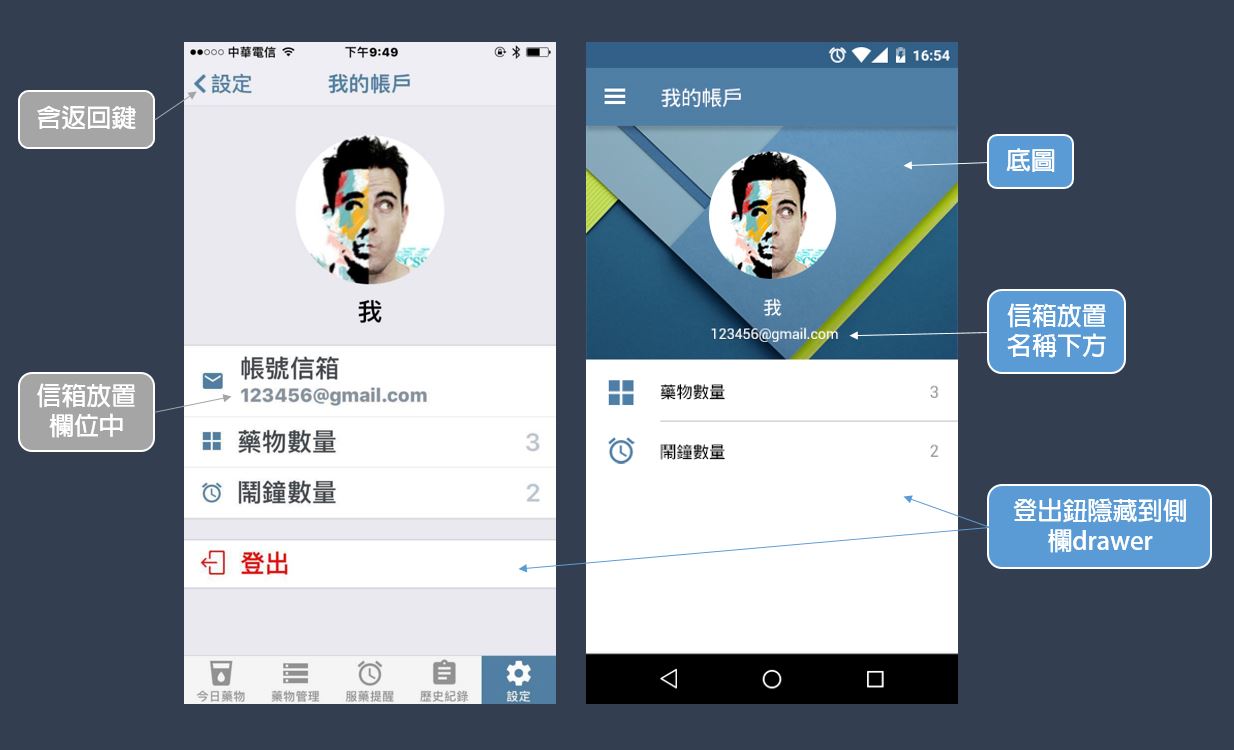 中華電信
下午9:49
設定
我的帳戶
含返回鍵
我
帳號信箱
123456@gmail.com
信箱放置
欄位中
藥物數量
3
鬧鐘數量
2
登出
今日藥物
藥物管理
服藥提醒
歷史紀錄
設定
16:54
我的帳戶
底圖
我
123456@gmail.com
信箱放置
名稱下方
藥物數量
3
鬧鐘數量
2
登出鈕隱藏到側
欄drawer